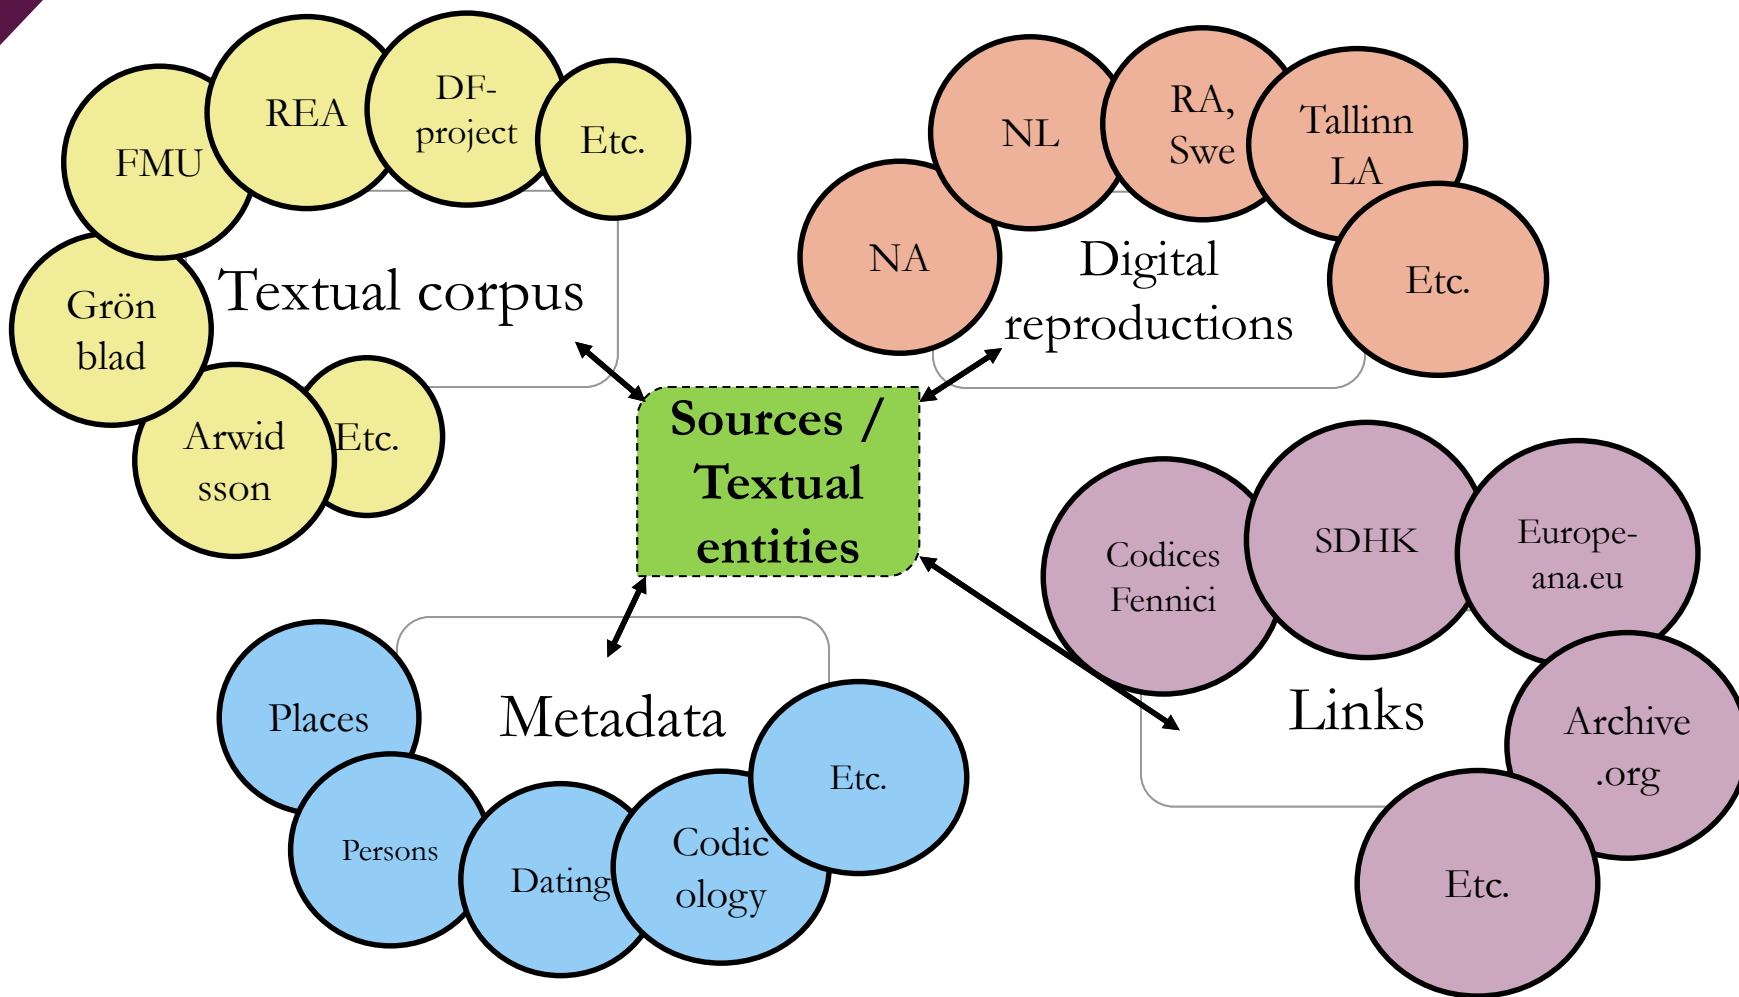 REA
DF-
project
Etc.
FMU
Grön
blad
Arwid
sson
Etc.
Textual corpus
NA
NL
RA,
Swe
Tallinn
LA
Etc.
Digital
reproductions
Sources /
Textual
entities
Codices
Fennici
SDHK
Europe-
ana.eu
Archive
.org
Etc.
Links
Places
Persons
Dating
Codic
ology
Etc.
Metadata